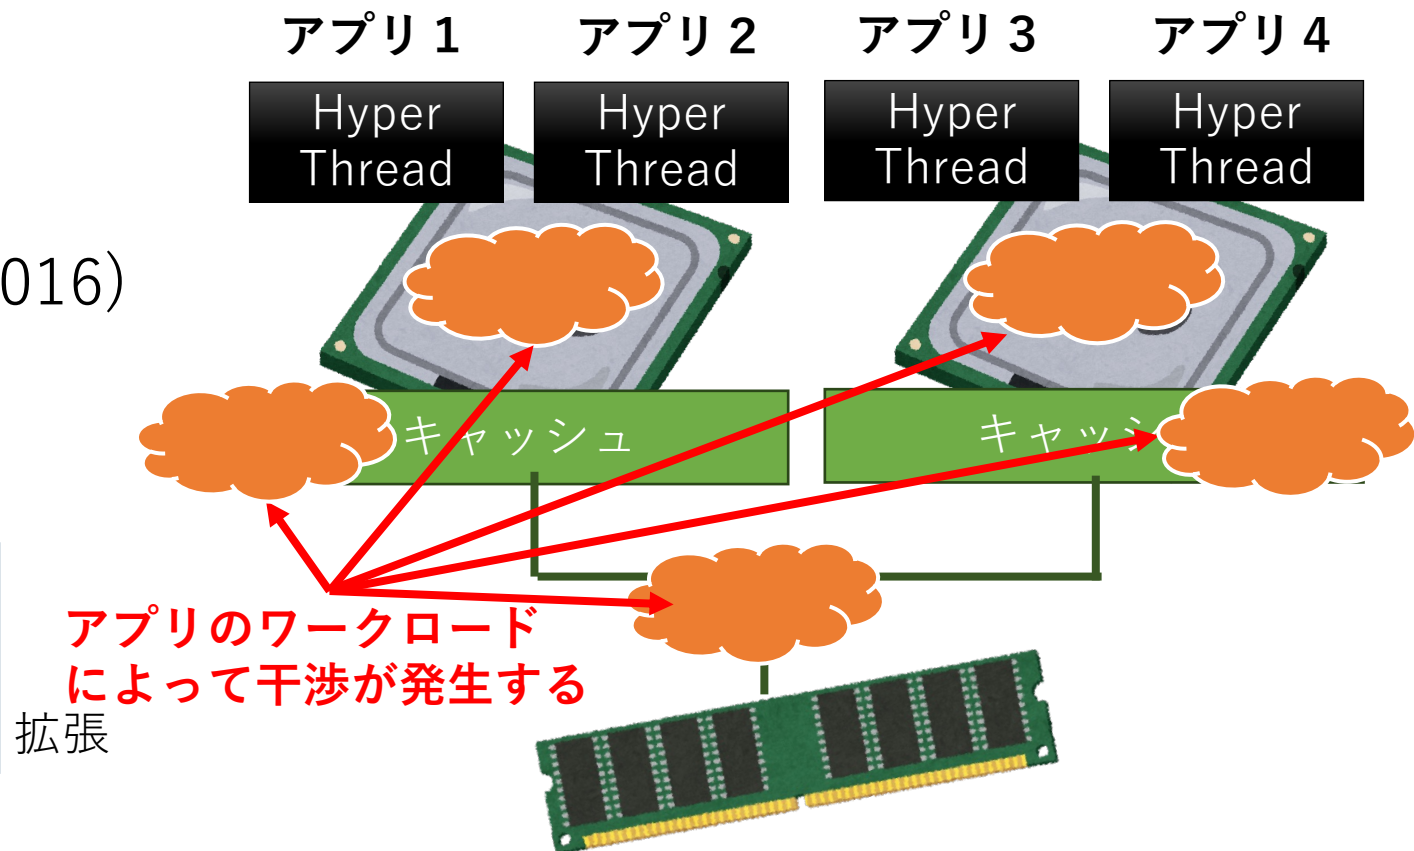 アプリ１ アプリ２ アプリ３ アプリ４
Hyper Thread
Hyper Thread
Hyper Thread
Hyper Thread
016)
キャッシュ
キャッシ
アプリのワークロード
によって干渉が発生する
拡張